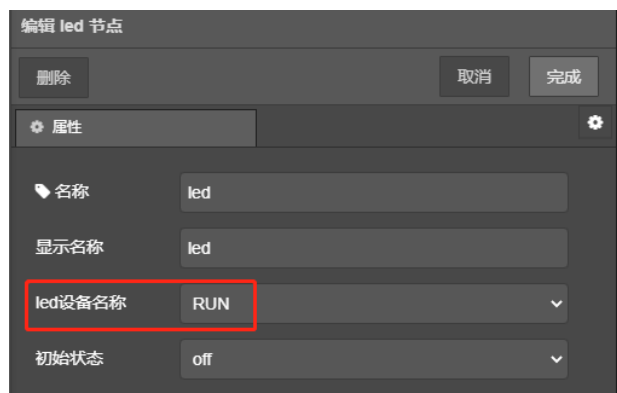 编辑 led 节点
删除 取消 完成
属性
名称 led
显示名称 led
led设备名称 RUN
初始状态 off